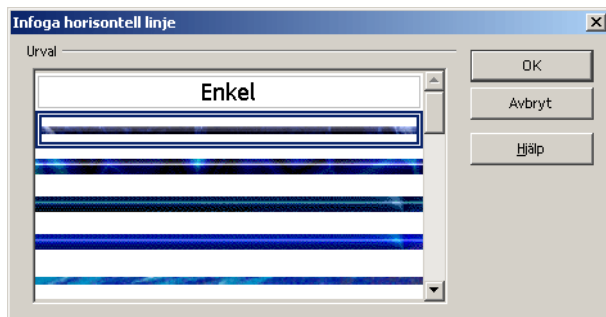 Infoga horisontell linje
Urval
Enkel
OK
Avbryt
Hjälp